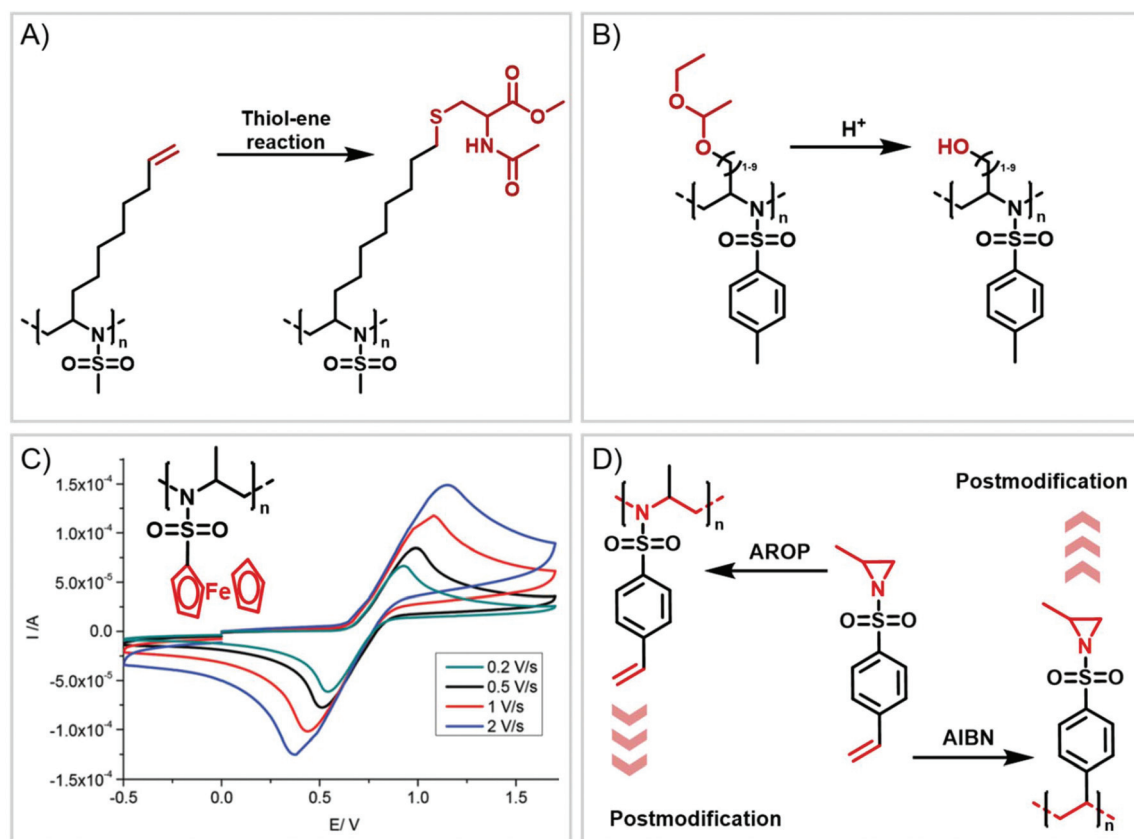 A)
Thiol-ene
reaction
S
O
O
N
H
O
N
n
O=S=O
N
n
O=S=O
B)
O
O
1-9
N
n
O=S=O
H+
HO
1-9
N
n
O=S=O
C)
N
n
O=S=O
Fe
1.5x10-4
1.0x10-4
5.0x10-5
0.0
-5.0x10-5
-1.0x10-4
-1.5x10-4
I /A
-0.5 0.0 0.5 1.0 1.5
E/ V
0.2 V/s
0.5 V/s
1 V/s
2 V/s
D)
N
n
O=S=O
Postmodification
AROP
N
O=S=O
AIBN
Postmodification
N
O=S=O
n